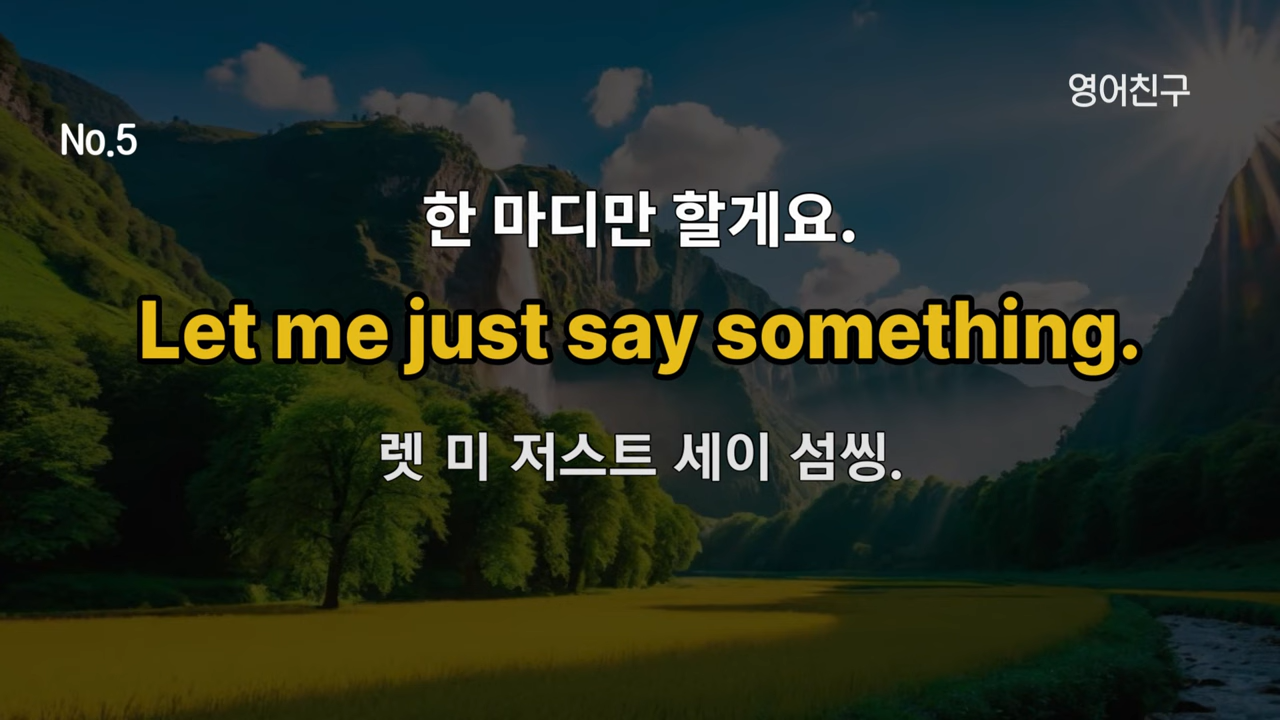 영어친구
No.5
한 마디만 할게요.
Let me just say something.
렛 미 저스트 세이 섬씽.